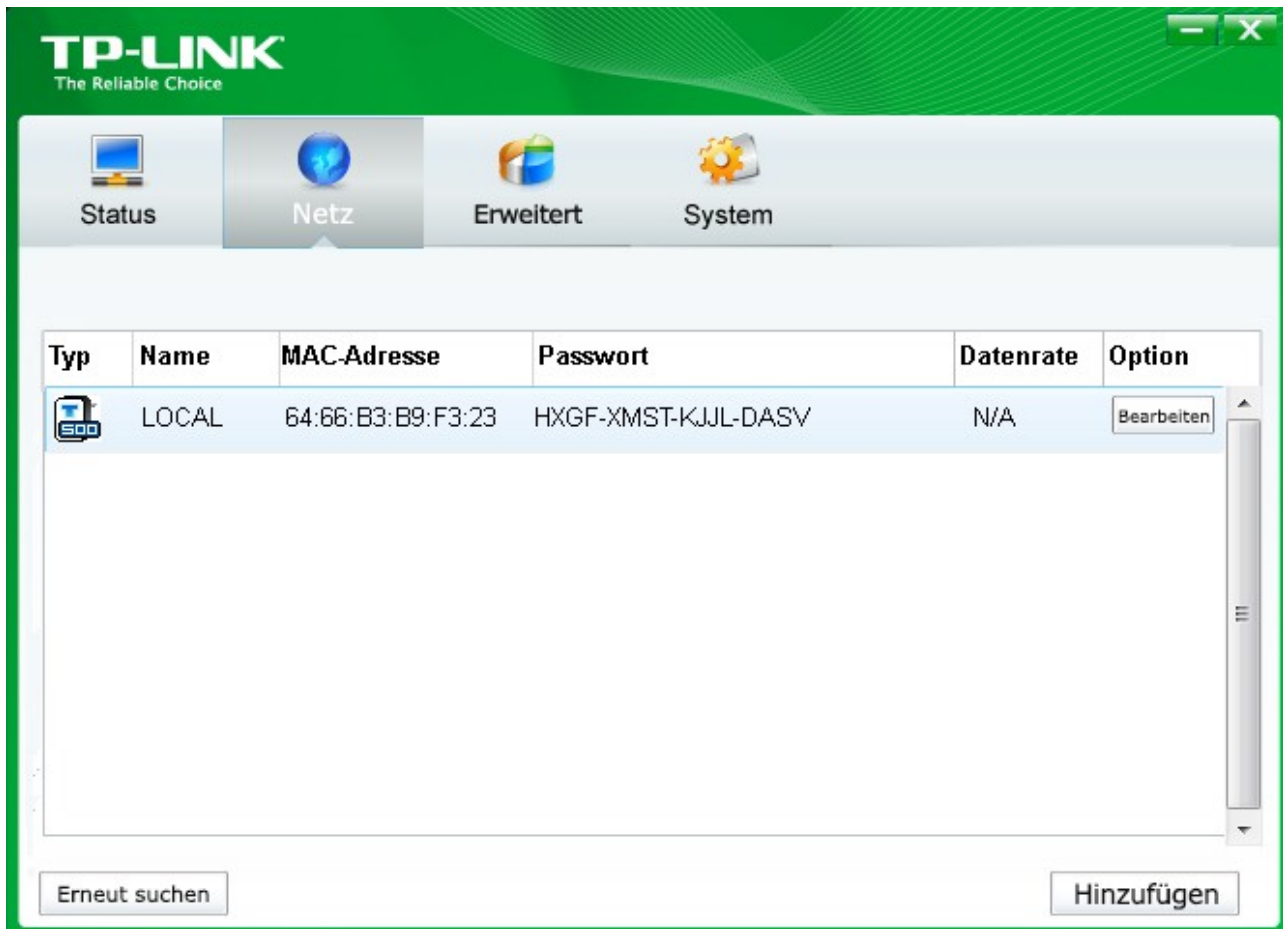 TP-LINK
The Reliable Choice
Status Netz Erweitert System
Typ Name MAC-Adresse Passwort Datenrate Option
T 500 LOCAL 64:66:B3:B9:F3:23 HXGF-XMST-KJJL-DASV N/A Bearbeiten
Erneut suchen Hinzufügen